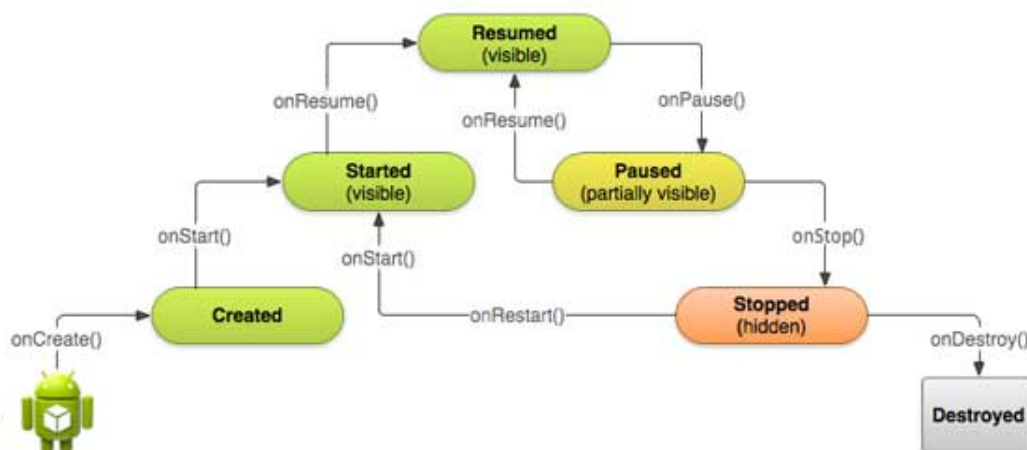 Resumed
(visible)
onResume()
onResume()
onPause()
Started
(visible)
Paused
(partially visible)
onStart()
onStart()
onStop()
Created
onRestart()
Stopped
(hidden)
onCreate()
onDestroy()
Destroyed